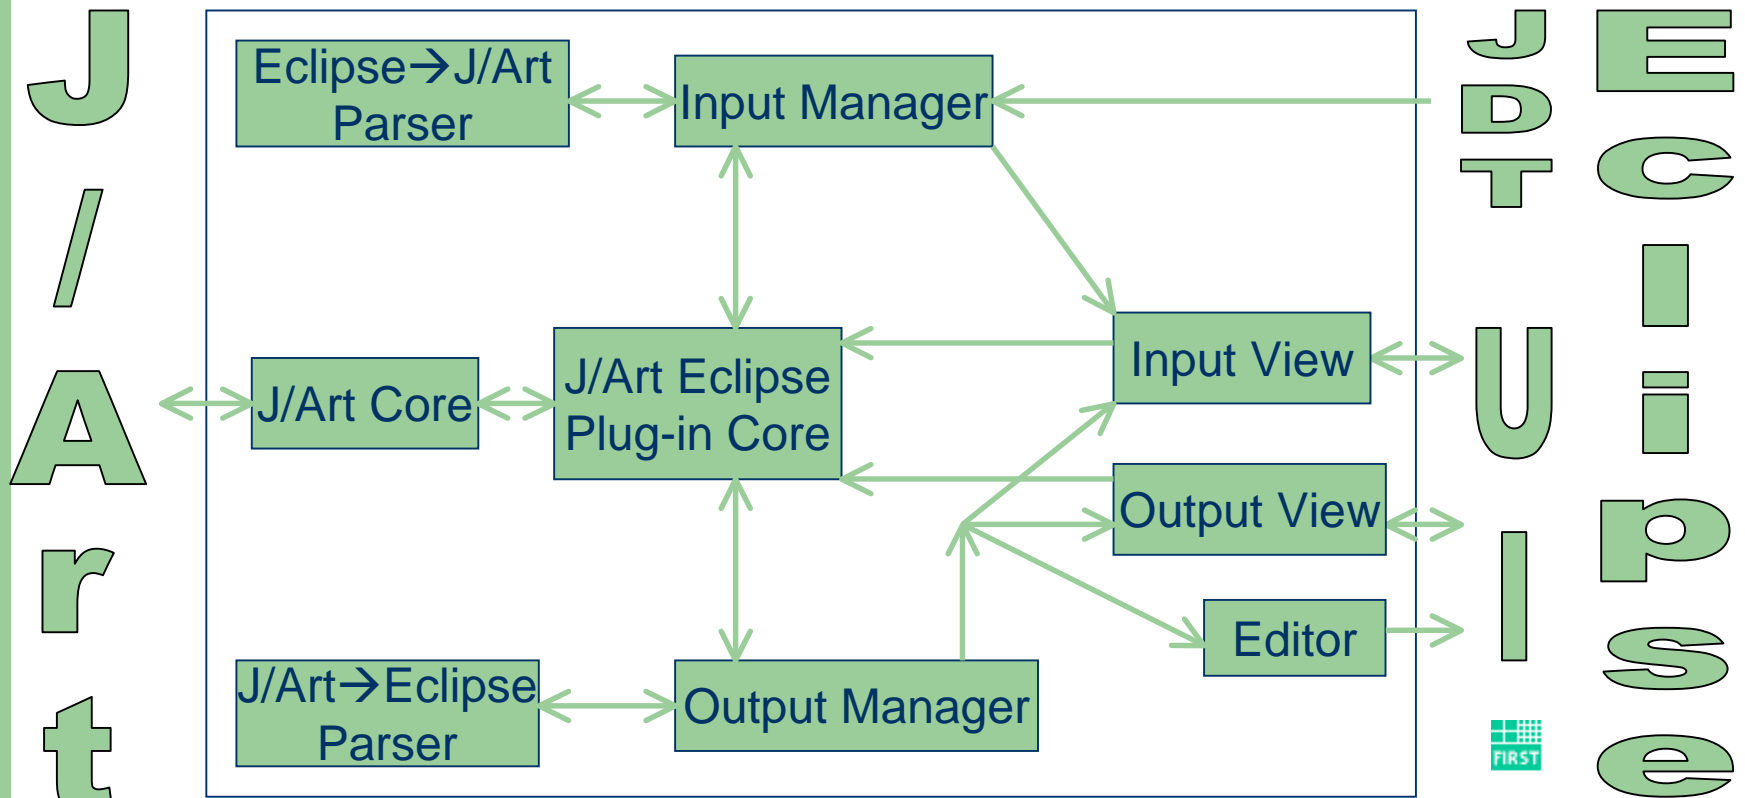 J/Art
Eclipse→J/Art
Parser
Input Manager
J/Art Core
J/Art Eclipse
Plug-in Core
Input View
Output View
Editor
J/Art→Eclipse
Parser
Output Manager
JDT
UI
FIRST
Eclipse